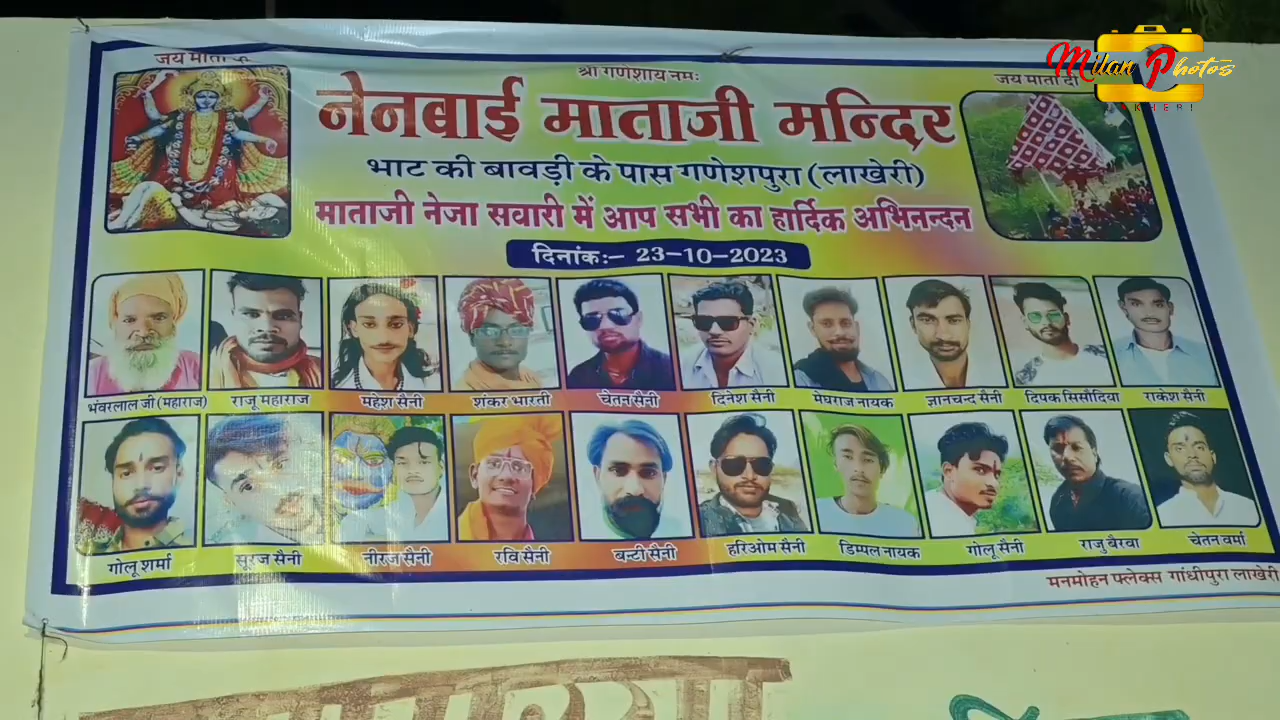 Milan Photos
जय माता दी
श्री गणेशाय नमः
जय माता दी
नेनबाई माताजी मन्दिर
भाट की बावड़ी के पास गणेशपुरा (लाखेरी)
माताजी नेजा सवारी में आप सभी का हार्दिक अभिनन्दन
दिनांक:– 23-10-2023
भंवरलाल जी (महाराज) राजू महाराज महेश सैनी शंकर भारती चेतन सैनी दिनेश सैनी मेघराज नायक ज्ञानचन्द सैनी दिपक सिसौदिया राकेश सैनी
गोलू शर्मा सूरज सैनी नीरज सैनी रवि सैनी बन्टी सैनी हरिओम सैनी डिम्पल नायक गोलू सैनी राजु बैरवा चेतन वर्मा
मनमोहन फ्लेक्स गांधीपुरा लाखेरी